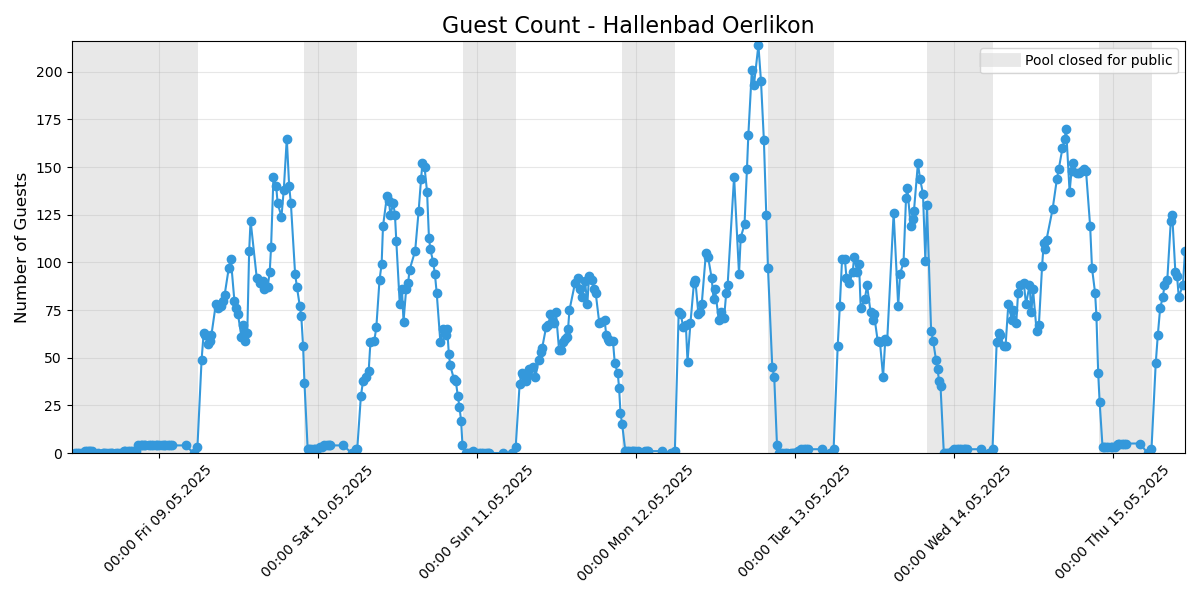 Guest Count - Hallenbad Oerlikon
Pool closed for public
Number of Guests
200
175
150
125
100
75
50
25
0
00:00 Fri 09.05.2025
00:00 Sat 10.05.2025
00:00 Sun 11.05.2025
00:00 Mon 12.05.2025
00:00 Tue 13.05.2025
00:00 Wed 14.05.2025
00:00 Thu 15.05.2025